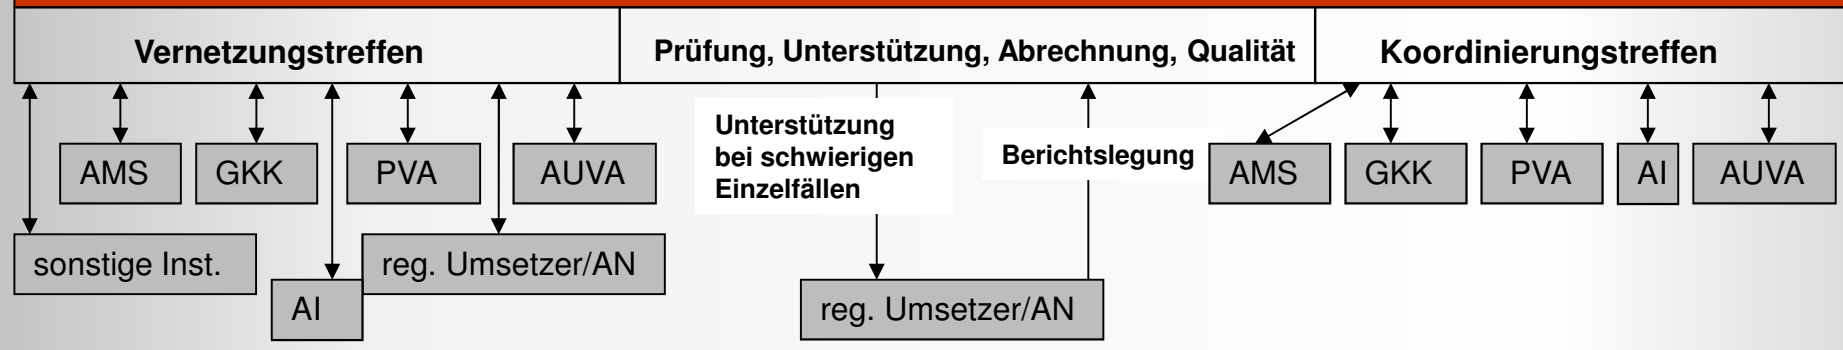 Vernetzungstreffen
Prüfung, Unterstützung, Abrechnung, Qualität
Koordinierungstreffen
Unterstützung
bei schwierigen
Einzelfällen
Berichtslegung
AMS
GKK
PVA
AUVA
AMS
GKK
PVA
AI
AUVA
sonstige Inst.
reg. Umsetzer/AN
AI
reg. Umsetzer/AN